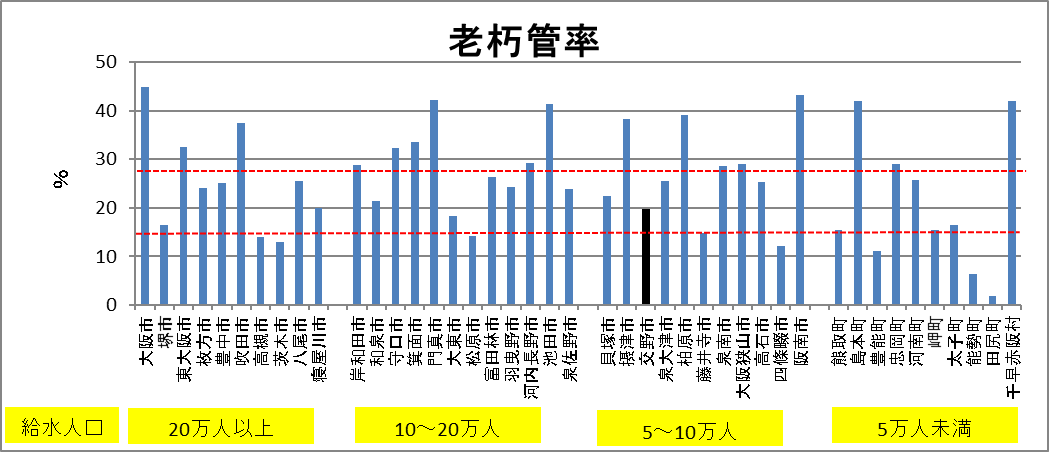 老朽管率
%
50
40
30
20
10
0
大阪市
堺市
東大阪市
枚方市
豊中市
吹田市
高槻市
茨木市
八尾市
寝屋川市
岸和田市
和泉市
守口市
箕面市
門真市
大東市
松原市
富田林市
羽曳野市
河内長野市
池田市
泉佐野市
貝塚市
摂津市
交野市
泉大津市
柏原市
藤井寺市
泉南市
大阪狭山市
高石市
四條畷市
阪南市
熊取町
島本町
豊能町
忠岡町
河南町
岬町
太子町
能勢町
田尻町
千早赤阪村
給水人口
20万人以上
10～20万人
5～10万人
5万人未満